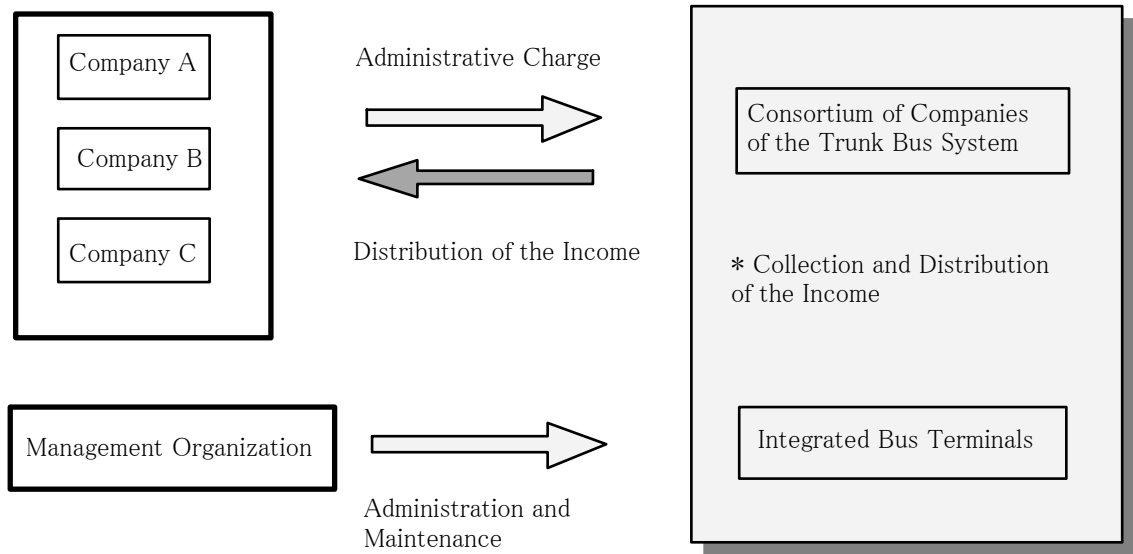 Company A
Company B
Company C
Administrative Charge
Distribution of the Income
Consortium of Companies
of the Trunk Bus System
* Collection and Distribution
of the Income
Management Organization
Administration and
Maintenance
Integrated Bus Terminals